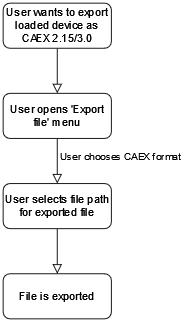 User wants to export
loaded device as
CAEX 2.15/3.0
User opens 'Export
file' menu
User chooses CAEX format
User selects file path
for exported file
File is exported